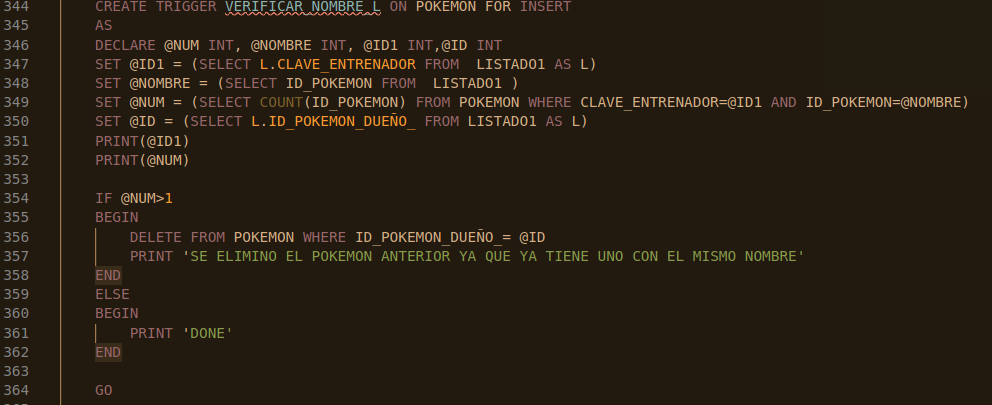 344 CREATE TRIGGER VERIFICAR_NOMBRE_L ON POKEMON FOR INSERT
345 AS
346 DECLARE @NUM INT, @NOMBRE INT, @ID1 INT,@ID INT
347 SET @ID1 = (SELECT L.CLAVE_ENTRENADOR FROM  LISTADO1 AS L)
348 SET @NOMBRE = (SELECT ID_POKEMON FROM  LISTADO1 )
349 SET @NUM = (SELECT COUNT(ID_POKEMON) FROM POKEMON WHERE CLAVE_ENTRENADOR=@ID1 AND ID_POKEMON=@NOMBRE)
350 SET @ID = (SELECT L.ID_POKEMON_DUEÑO_ FROM LISTADO1 AS L)
351 PRINT(@ID1)
352 PRINT(@NUM)
353
354 IF @NUM>1
355 BEGIN
356     DELETE FROM POKEMON WHERE ID_POKEMON_DUEÑO_= @ID
357     PRINT 'SE ELIMINO EL POKEMON ANTERIOR YA QUE YA TIENE UNO CON EL MISMO NOMBRE'
358 END
359 ELSE
360 BEGIN
361     PRINT 'DONE'
362 END
363
364 GO